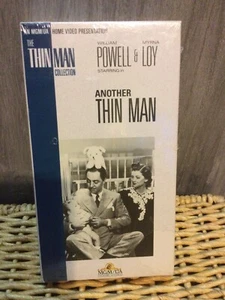 AN MGM/UA HOME VIDEO PRESENTATION
THE
THIN MAN
COLLECTION
WILLIAM MYRNA
POWELL & LOY
STARRING IN
ANOTHER
THIN MAN
MGM/UA